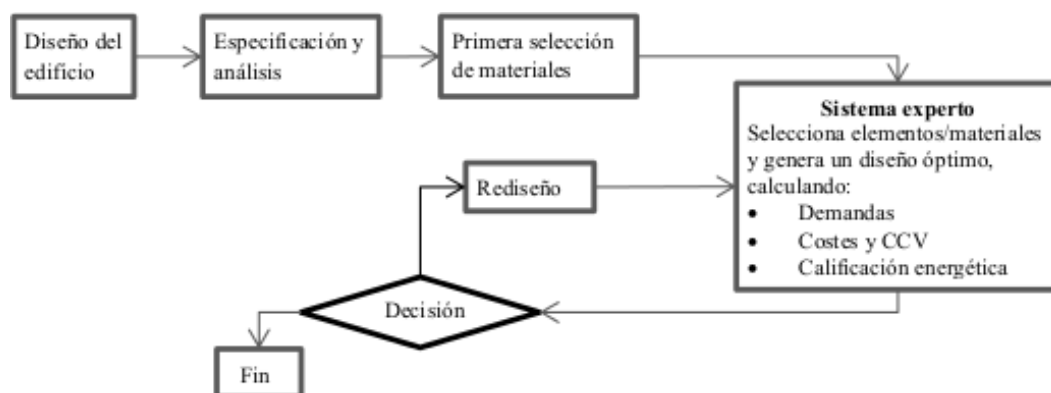 Diseño del
edificio
Especificación y
análisis
Primera selección
de materiales
Sistema experto
Selecciona elementos/materiales
y genera un diseño óptimo,
calculando:
• Demandas
• Costes y CCV
• Calificación energética
Rediseño
Decisión
Fin